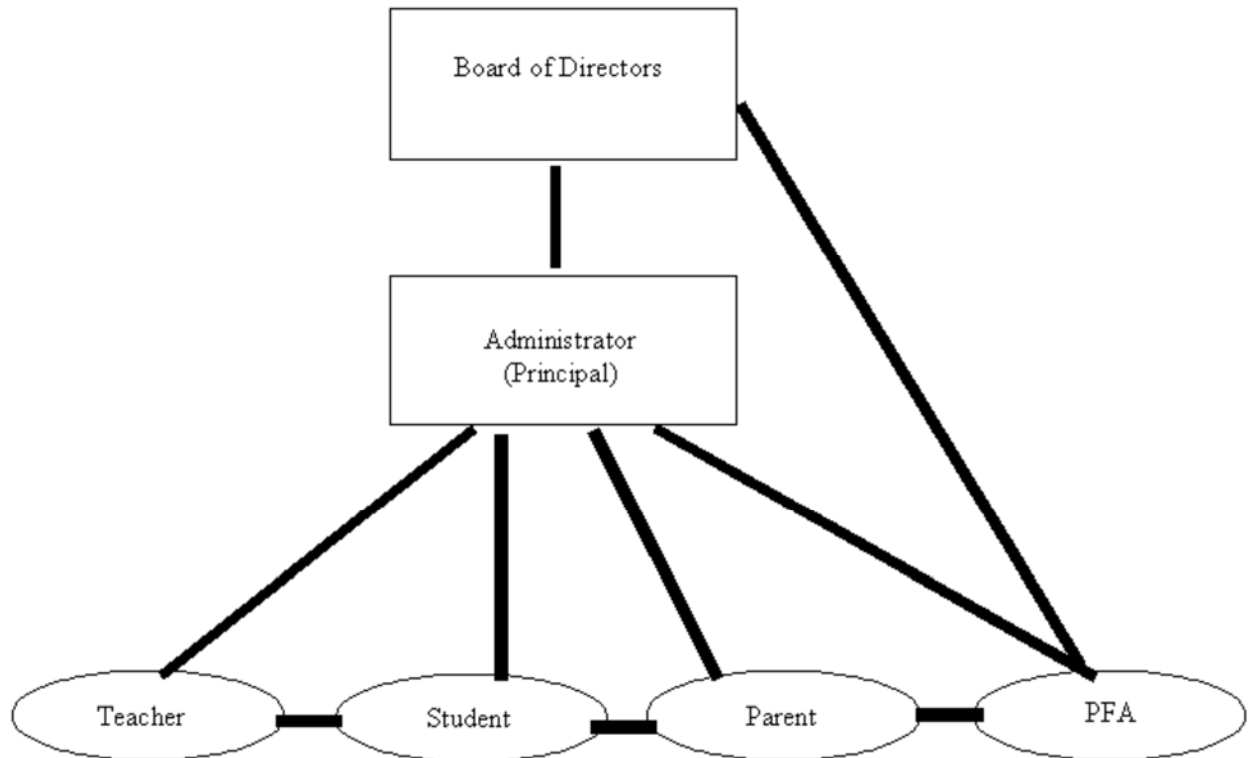 Board of Directors
Administrator
(Principal)
Teacher
Student
Parent
PFA